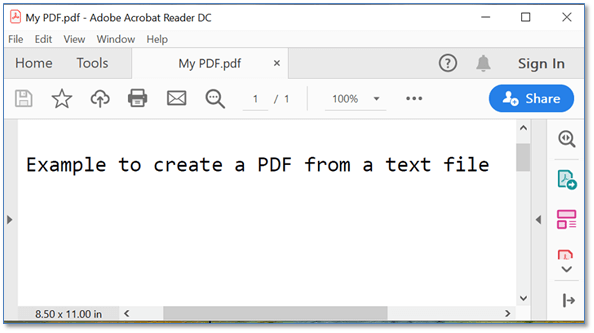 My PDF.pdf - Adobe Acrobat Reader DC
File Edit View Window Help
Home Tools My PDF.pdf × ? Sign In
1 / 1 100% Share
Example to create a PDF from a text file
8.50 x 11.00 in